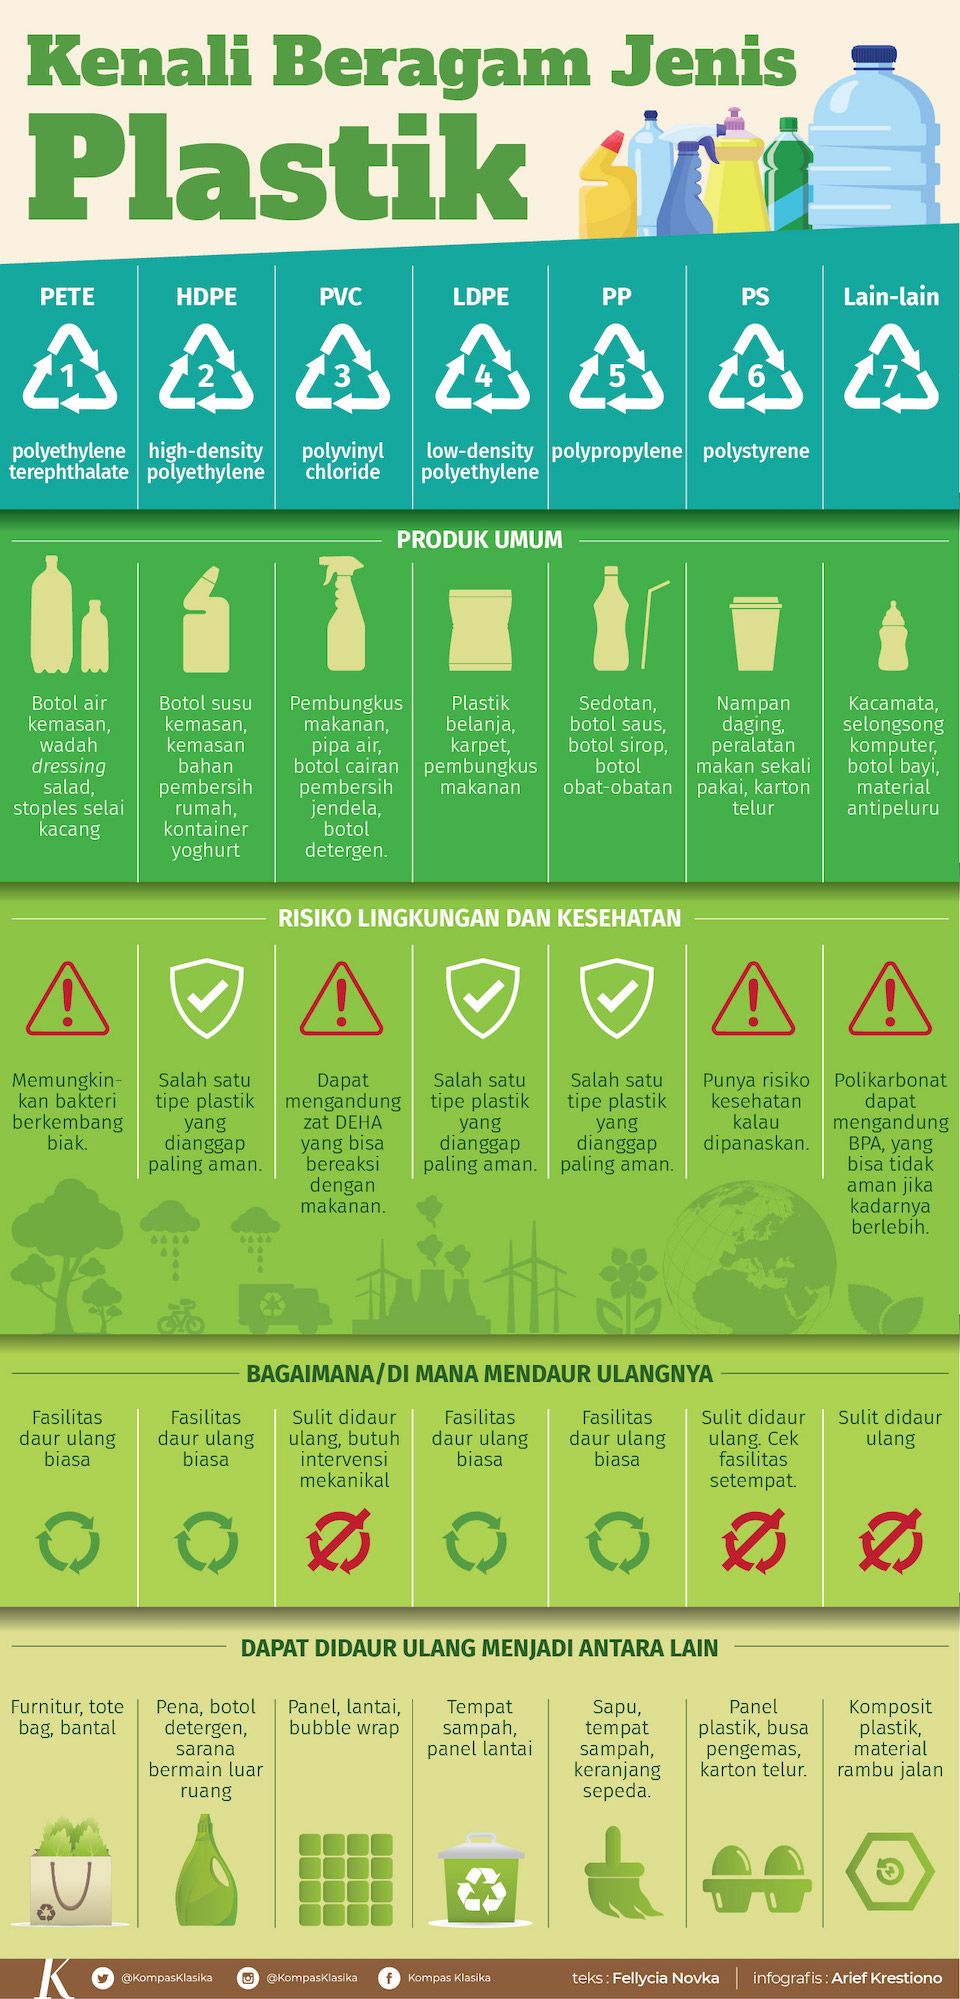 Kenali Beragam Jenis
Plastik
PETE
1
polyethylene
terephthalate
HDPE
2
high-density
polyethylene
PVC
3
polyvinyl
chloride
LDPE
4
low-density
polyethylene
PP
5
polypropylene
PS
6
polystyrene
Lain-lain
7
PRODUK UMUM
Botol air
kemasan,
wadah
dressing
salad,
stoples selai
kacang
Botol susu
kemasan,
kemasan
bahan
pembersih
rumah,
kontainer
yoghurt
Pembungkus
makanan,
pipa air,
botol cairan
pembersih
jendela,
botol
detergen.
Plastik
belanja,
karpet,
pembungkus
makanan
Sedotan,
botol saus,
botol sirop,
botol
obat-obatan
Nampan
daging,
peralatan
makan sekali
pakai, karton
telur
Kacamata,
selongsong
komputer,
botol bayi,
material
antipeluru
RISIKO LINGKUNGAN DAN KESEHATAN
Memungkin-
kan bakteri
berkembang
biak.
Salah satu
tipe plastik
yang
dianggap
paling aman.
Dapat
mengandung
zat DEHA
yang bisa
bereaksi
dengan
makanan.
Salah satu
tipe plastik
yang
dianggap
paling aman.
Salah satu
tipe plastik
yang
dianggap
paling aman.
Punya risiko
kesehatan
kalau
dipanaskan.
Polikarbonat
dapat
mengandung
BPA, yang
bisa tidak
aman jika
kadarnya
berlebih.
BAGAIMANA/DI MANA MENDAUR ULANGNYA
Fasilitas
daur ulang
biasa
Fasilitas
daur ulang
biasa
Sulit didaur
ulang, butuh
intervensi
mekanikal
Fasilitas
daur ulang
biasa
Fasilitas
daur ulang
biasa
Sulit didaur
ulang. Cek
fasilitas
setempat.
Sulit didaur
ulang
DAPAT DIDAUR ULANG MENJADI ANTARA LAIN
Furnitur, tote
bag, bantal
Pena, botol
detergen,
sarana
bermain luar
ruang
Panel, lantai,
bubble wrap
Tempat
sampah,
panel lantai
Sapu,
tempat
sampah,
keranjang
sepeda.
Panel
plastik, busa
pengemas,
karton telur.
Komposit
plastik,
material
rambu jalan
K
@KompasKlasika
@KompasKlasika
Kompas Klasika
teks : Fellycia Novka
infografis : Arief Krestiono